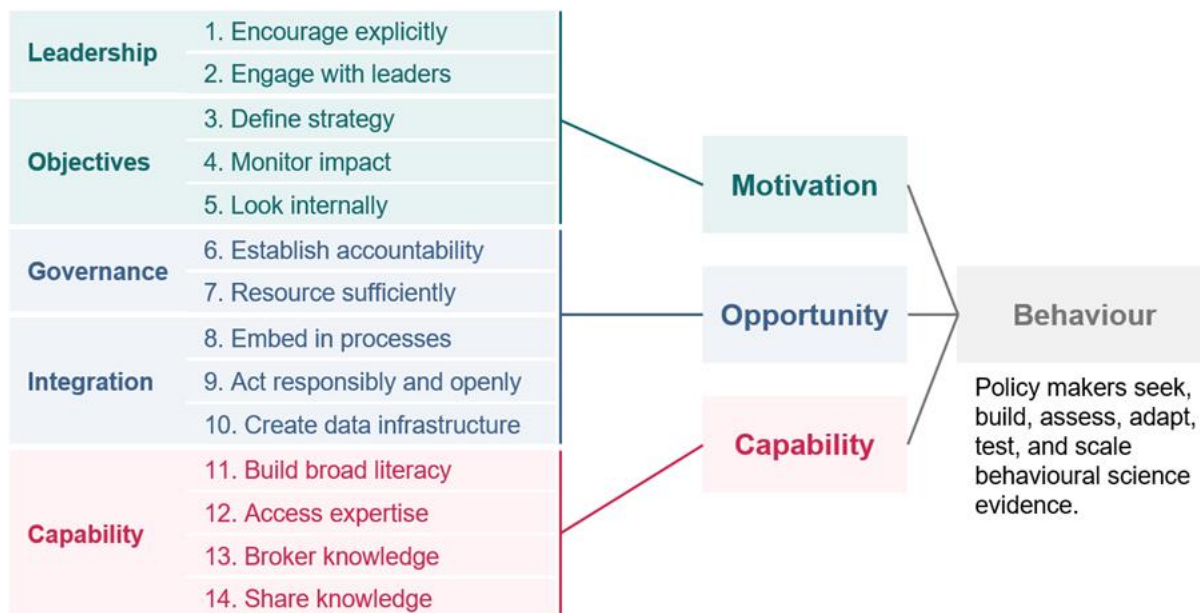 Leadership
1. Encourage explicitly
2. Engage with leaders
Objectives
3. Define strategy
4. Monitor impact
5. Look internally
Governance
6. Establish accountability
7. Resource sufficiently
Integration
8. Embed in processes
9. Act responsibly and openly
10. Create data infrastructure
Capability
11. Build broad literacy
12. Access expertise
13. Broker knowledge
14. Share knowledge
Motivation
Opportunity
Capability
Behaviour
Policy makers seek,
build, assess, adapt,
test, and scale
behavioural science
evidence.